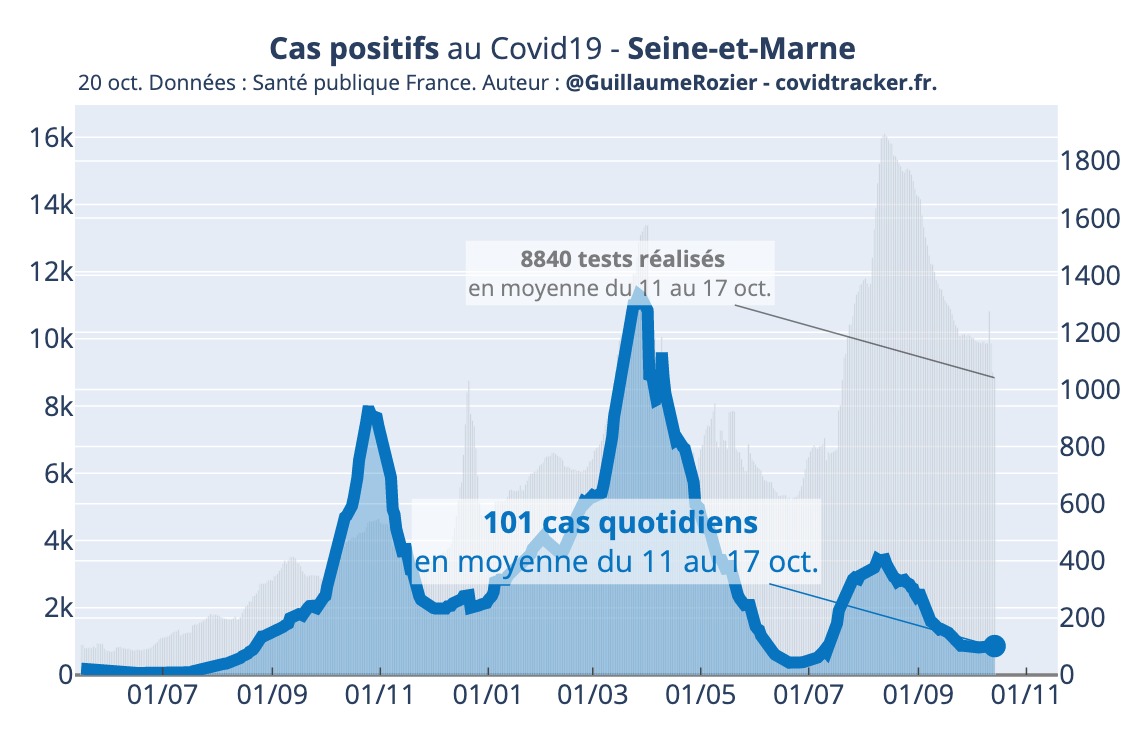 Cas positifs au Covid19 - Seine-et-Marne
20 oct. Données : Santé publique France. Auteur : @GuillaumeRozier - covidtracker.fr.
16k
14k
12k
10k
8k
6k
4k
2k
0
1800
1600
1400
1200
1000
800
600
400
200
0
8840 tests réalisés
en moyenne du 11 au 17 oct.
101 cas quotidiens
en moyenne du 11 au 17 oct.
01/07 01/09 01/11 01/01 01/03 01/05 01/07 01/09 01/11